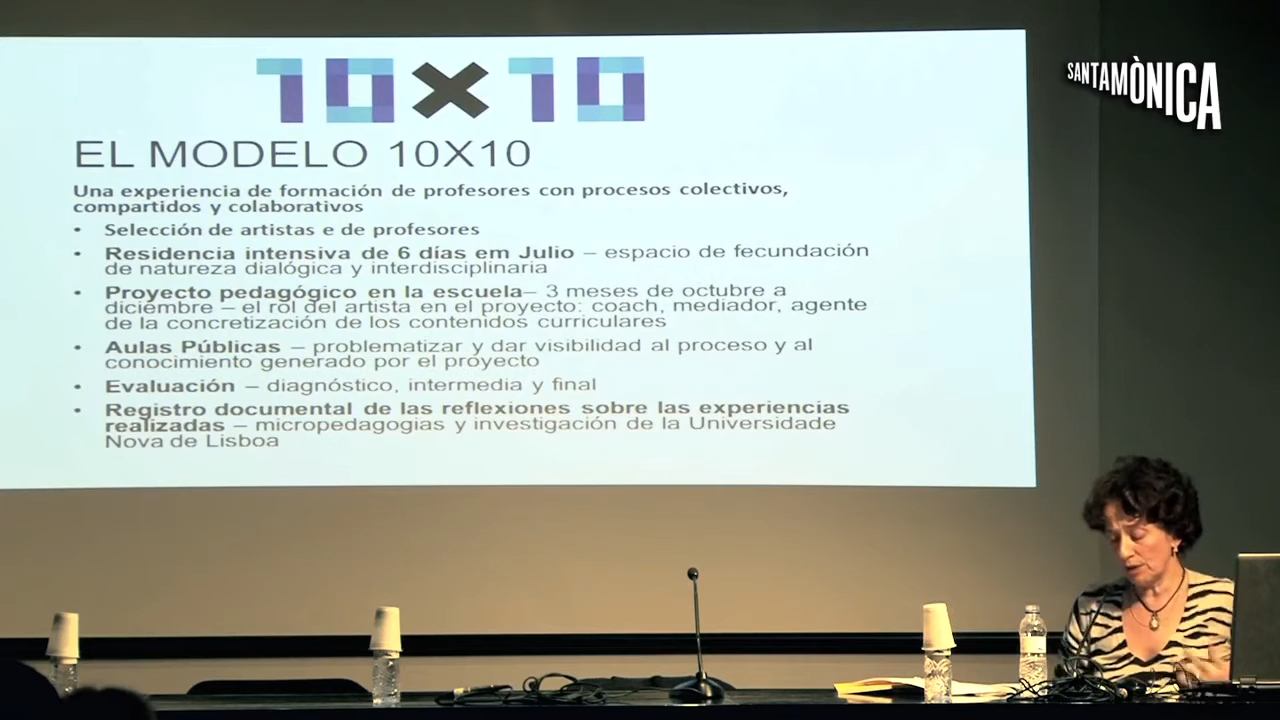 10×10
SANTAMÒNICA
EL MODELO 10X10
Una experiencia de formación de profesores con procesos colectivos,
compartidos y colaborativos
• Selección de artistas e de profesores
• Residencia intensiva de 6 días em Julio – espacio de fecundación
de natureza dialógica y interdisciplinaria
• Proyecto pedagógico en la escuela– 3 meses de octubre a
diciembre – el rol del artista en el proyecto: coach, mediador, agente
de la concretización de los contenidos curriculares
• Aulas Públicas – problematizar y dar visibilidad al proceso y al
conocimiento generado por el proyecto
• Evaluación – diagnóstico, intermedia y final
• Registro documental de las reflexiones sobre las experiencias
realizadas – micropedagogias y investigación de la Universidade
Nova de Lisboa